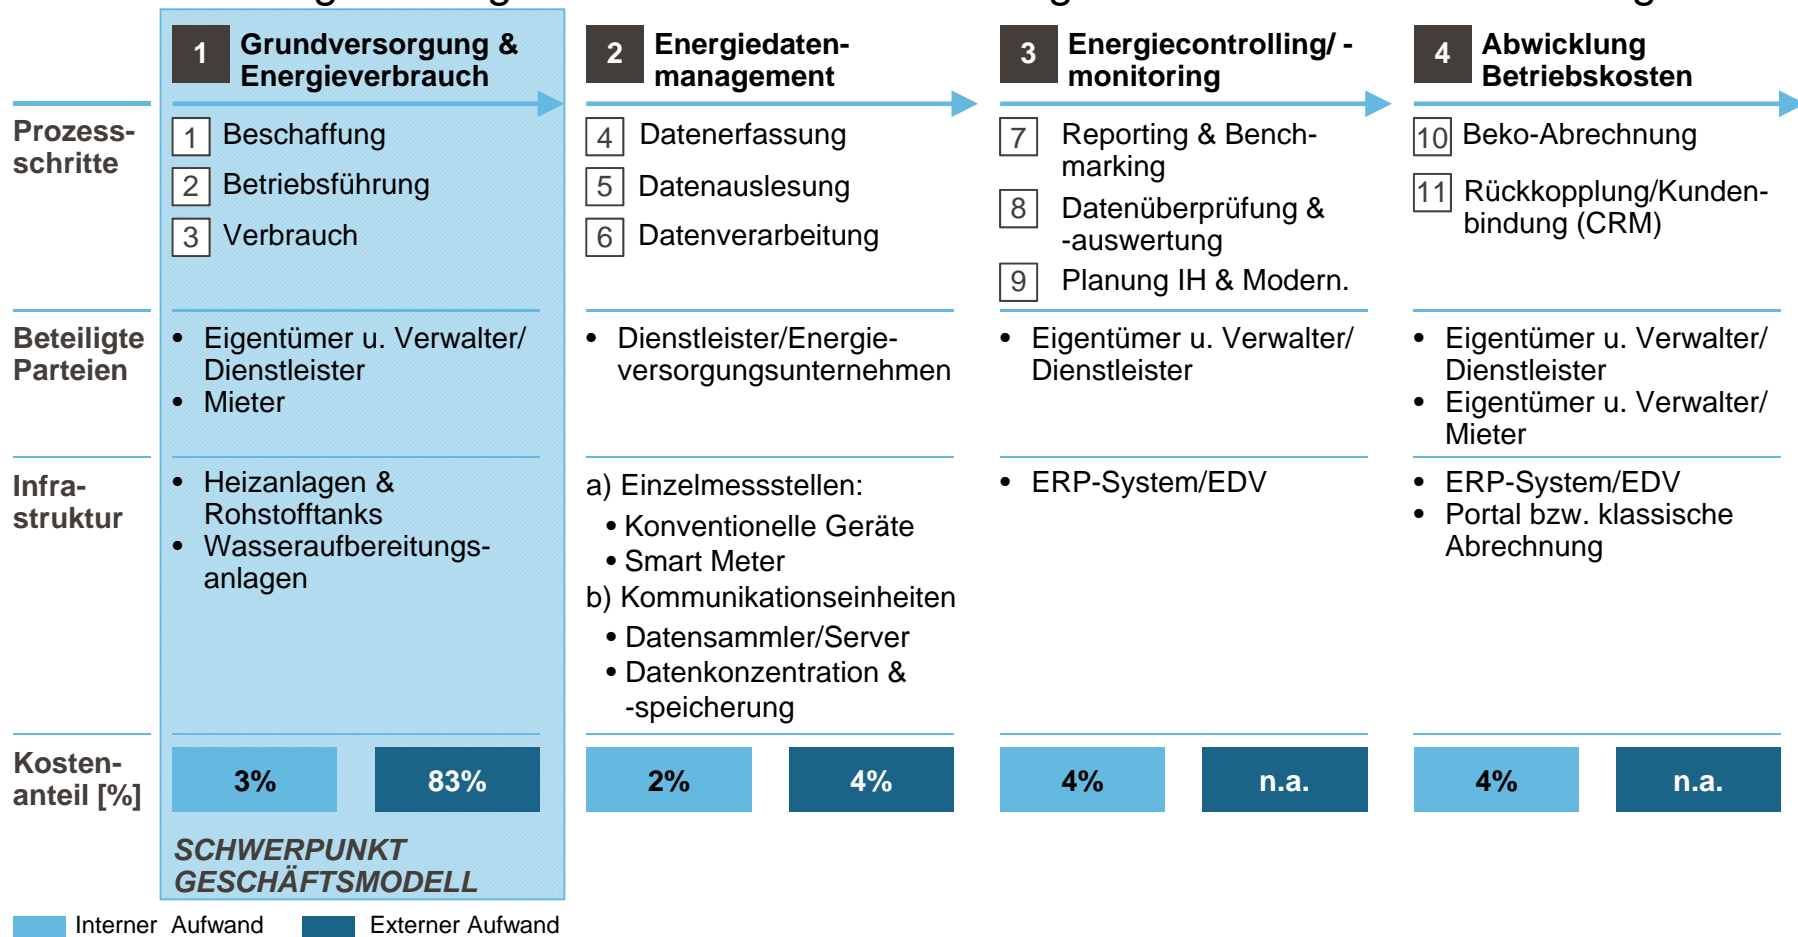 1 Grundversorgung &
Energieverbrauch
2 Energiedaten-
management
3 Energiecontrolling/ -
monitoring
4 Abwicklung
Betriebskosten
Prozess-
schritte
1 Beschaffung
2 Betriebsführung
3 Verbrauch
4 Datenerfassung
5 Datenauslesung
6 Datenverarbeitung
7 Reporting & Bench-
marking
8 Datenüberprüfung &
-auswertung
9 Planung IH & Modern.
10 Beko-Abrechnung
11 Rückkopplung/Kunden-
bindung (CRM)
Beteiligte
Parteien
• Eigentümer u. Verwalter/
Dienstleister
• Mieter
• Dienstleister/Energie-
versorgungsunternehmen
• Eigentümer u. Verwalter/
Dienstleister
• Eigentümer u. Verwalter/
Dienstleister
• Eigentümer u. Verwalter/
Mieter
Infra-
struktur
• Heizanlagen &
Rohstofftanks
• Wasseraufbereitungs-
anlagen
a) Einzelmessstellen:
• Konventionelle Geräte
• Smart Meter
b) Kommunikationseinheiten
• Datensammler/Server
• Datenkonzentration &
-speicherung
• ERP-System/EDV
• ERP-System/EDV
• Portal bzw. klassische
Abrechnung
Kosten-
anteil [%]
3% 83% 2% 4% 4% n.a. 4% n.a.
SCHWERPUNKT
GESCHÄFTSMODELL
Interner Aufwand Externer Aufwand